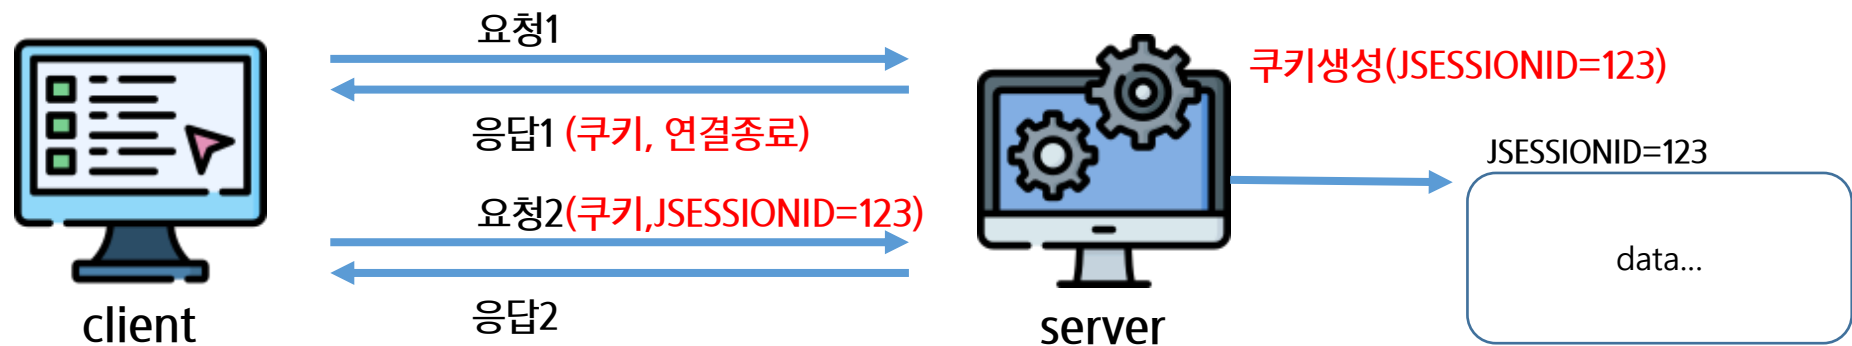 요청1
응답1 (쿠키, 연결종료)
요청2(쿠키,JSESSIONID=123)
응답2
client
server
쿠키생성(JSESSIONID=123)
JSESSIONID=123
data...